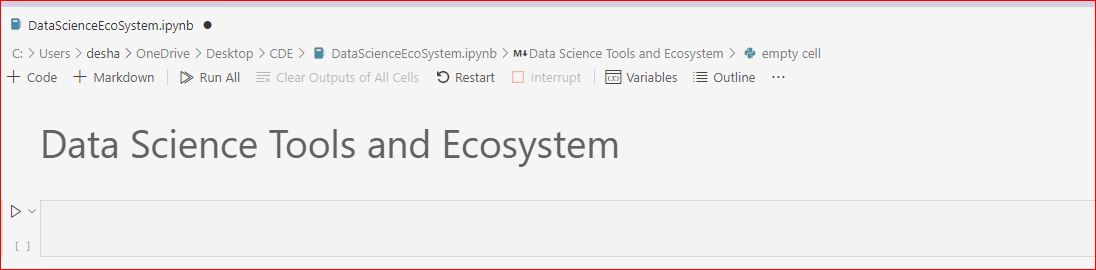 DataScienceEcoSystem.ipynb ●
C: > Users > desha > OneDrive > Desktop > CDE > DataScienceEcoSystem.ipynb > M↓Data Science Tools and Ecosystem > empty cell
+ Code + Markdown Run All Clear Outputs of All Cells Restart Interrupt (x) Variables Outline ...
Data Science Tools and Ecosystem
[ ]